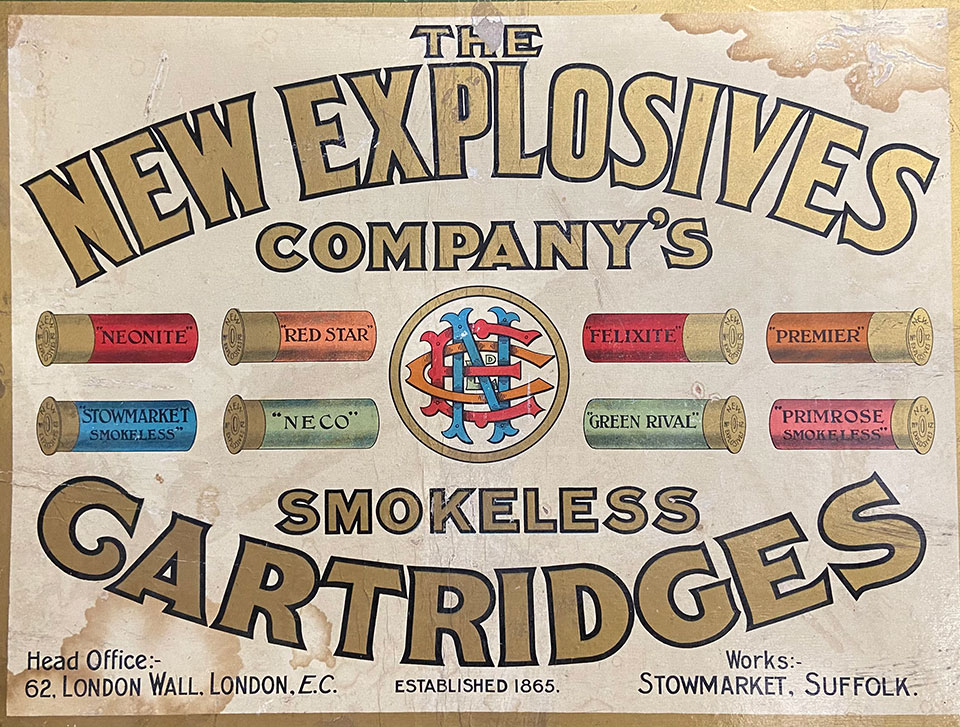 THE
NEW EXPLOSIVES
COMPANY'S
"NEONITE" "RED STAR" "FELIXITE" "PREMIER"
"STOWMARKET
SMOKELESS" "NECO" "GREEN RIVAL" "PRIMROSE
SMOKELESS"
SMOKELESS
CARTRIDGES
Head Office:-
62, LONDON WALL, LONDON, E.C.
ESTABLISHED 1865.
Works:-
STOWMARKET, SUFFOLK.